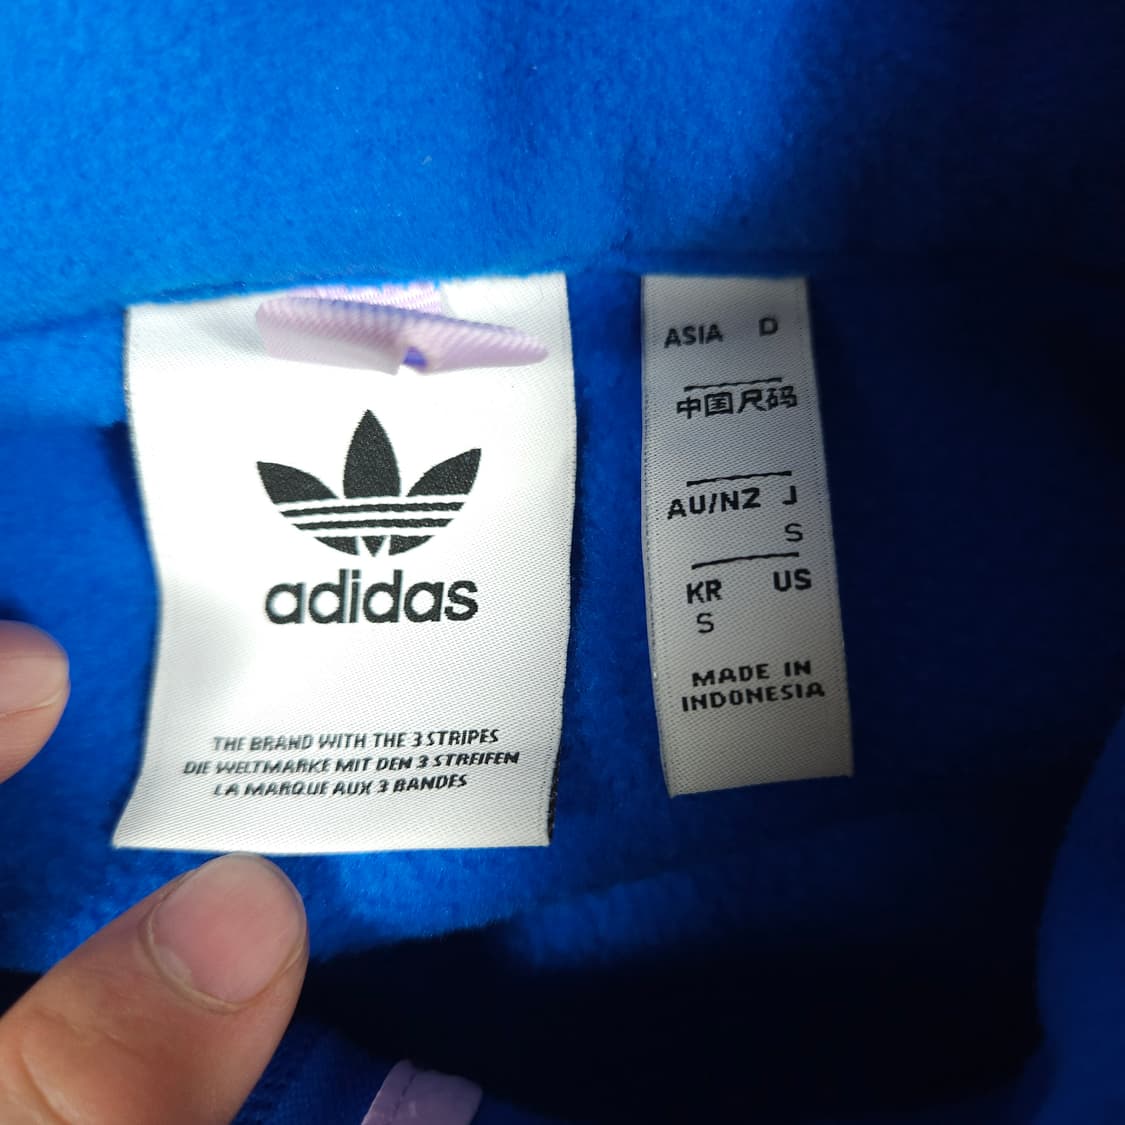 adidas
THE BRAND WITH THE 3 STRIPES
DIE WELTMARKE MIT DEN 3 STREIFEN
LA MARQUE AUX 3 BANDES
ASIA D
中国尺码
AU/NZ J
S
KR US
S
MADE IN
INDONESIA